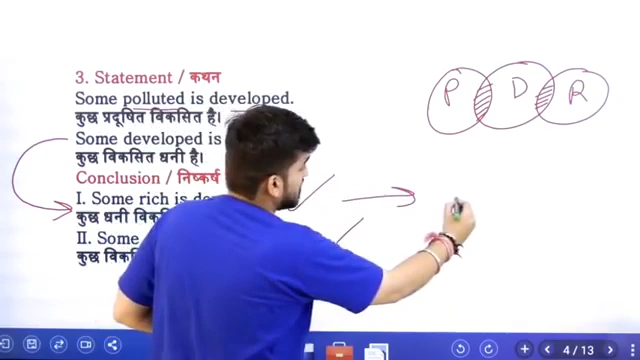 3. Statement / कथन
Some polluted is developed.
कुछ प्रदूषित विकसित है।
Some developed is
कुछ विकसित धनी है।
Conclusion / निष्कर्ष
I. Some rich is
कुछ धनी
II. Some
कुछ
P D R
4 / 13